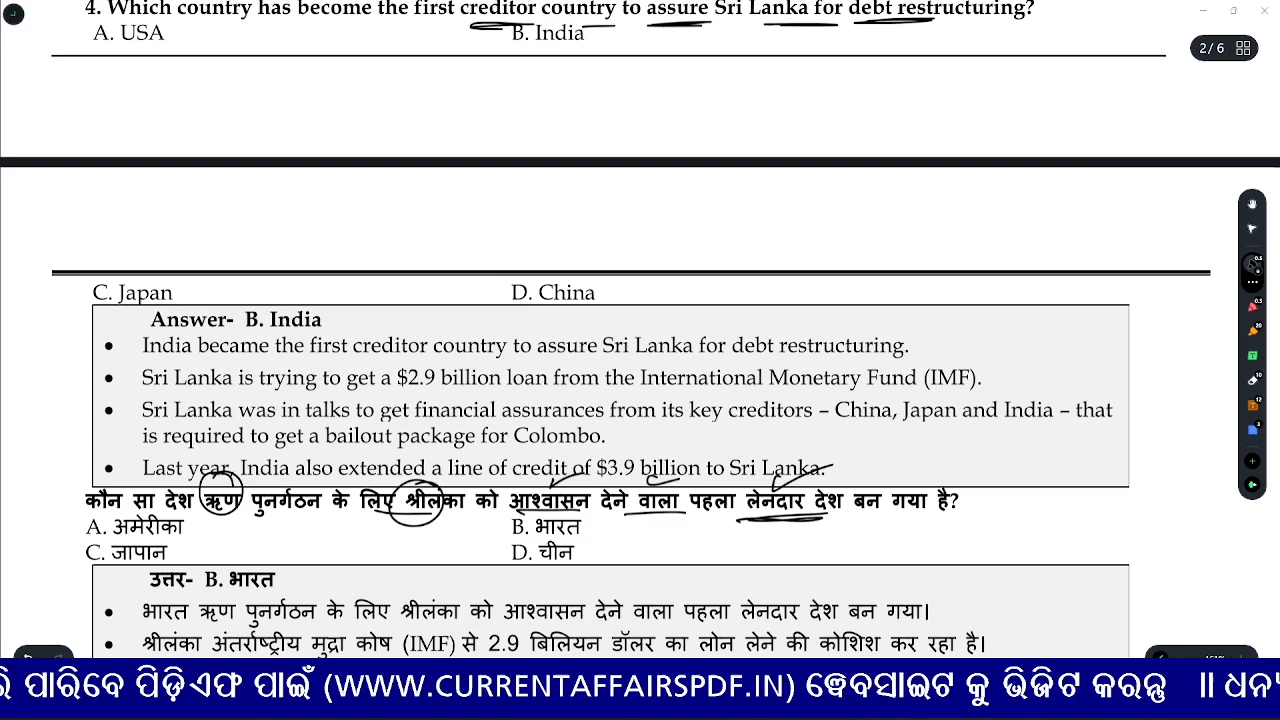 4. Which country has become the first creditor country to assure Sri Lanka for debt restructuring?
A. USA B. India
2/6
C. Japan D. China
Answer- B. India
• India became the first creditor country to assure Sri Lanka for debt restructuring.
• Sri Lanka is trying to get a $2.9 billion loan from the International Monetary Fund (IMF).
• Sri Lanka was in talks to get financial assurances from its key creditors – China, Japan and India – that
is required to get a bailout package for Colombo.
• Last year, India also extended a line of credit of $3.9 billion to Sri Lanka.
कौन सा देश ऋण पुनर्गठन के लिए श्रीलंका को आश्वासन देने वाला पहला लेनदार देश बन गया है?
A. अमेरीका B. भारत
C. जापान D. चीन
उत्तर- B. भारत
• भारत ऋण पुनर्गठन के लिए श्रीलंका को आश्वासन देने वाला पहला लेनदार देश बन गया।
• श्रीलंका अंतर्राष्ट्रीय मुद्रा कोष (IMF) से 2.9 बिलियन डॉलर का लोन लेने की कोशिश कर रहा है।
ପାରିବେ ପିଡ଼ିଏଫ ପାଇଁ (WWW.CURRENTAFFAIRSPDF.IN) ୱେବସାଇଟ କୁ ଭିଜିଟ କରନ୍ତୁ ॥